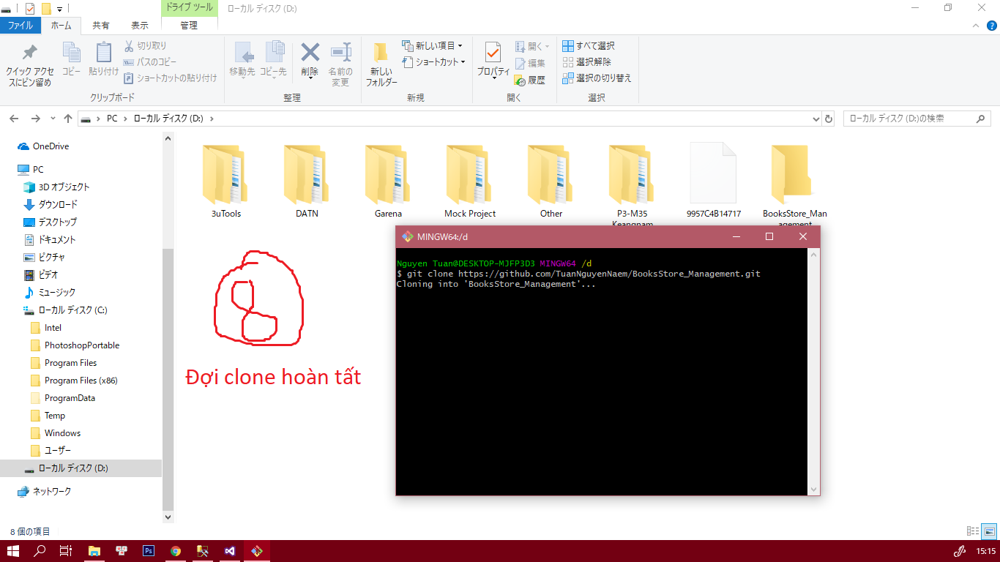 ドライブ ツール
ローカル ディスク (D:)
ファイル
ホーム
共有
表示
管理
クイック アクセ
スにピン留め
コピー
貼り付け
切り取り
パスのコピー
ショートカットの貼り付け
クリップボード
移動先
コピー先
削除
名前の
変更
整理
新しい
フォルダー
新しい項目
ショートカット
新規
プロパティ
開く
編集
履歴
開く
すべて選択
選択解除
選択の切り替え
選択
PC
ローカル ディスク (D:)
ローカル ディスク (D:)の検索
OneDrive
PC
3D オブジェクト
ダウンロード
デスクトップ
ドキュメント
ピクチャ
ビデオ
ミュージック
ローカル ディスク (C:)
Intel
PhotoshopPortable
Program Files
Program Files (x86)
ProgramData
Temp
Windows
ユーザー
ローカル ディスク (D:)
ネットワーク
3uTools
DATN
Garena
Mock Project
Other
P3-M35
Keangnam
9957C4B14717
BooksStore_Man
agement
MINGW64:/d
Nguyen Tuan@DESKTOP-MJFP3D3 MINGW64 /d
$ git clone https://github.com/TuanNguyenNaem/BooksStore_Management.git
Cloning into 'BooksStore_Management'...
8
Đợi clone hoàn tất
8 個の項目
Ps
15:15